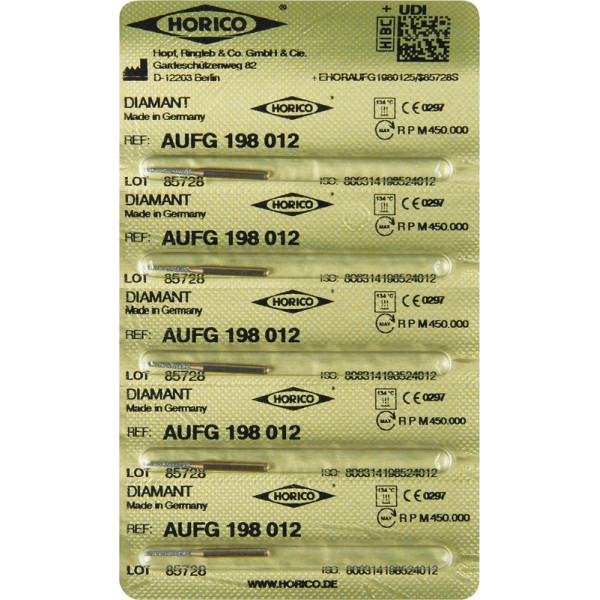 HORICO ®
HIBC + UDI
Hopf, Ringleb & Co. GmbH & Cie.
Gardeschützenweg 82
D-12203 Berlin
+EHORAUFG1980125/$85728S
DIAMANT HORICO 134 °C CE 0297
Made in Germany
MAX RPM 450.000
REF: AUFG 198 012
LOT 85728 ISO: 806314198524012
DIAMANT HORICO 134 °C CE 0297
Made in Germany
MAX RPM 450.000
REF: AUFG 198 012
LOT 85728 ISO: 806314198524012
DIAMANT HORICO 134 °C CE 0297
Made in Germany
MAX RPM 450.000
REF: AUFG 198 012
LOT 85728 ISO: 806314198524012
DIAMANT HORICO 134 °C CE 0297
Made in Germany
MAX RPM 450.000
REF: AUFG 198 012
LOT 85728 ISO: 806314198524012
DIAMANT HORICO 134 °C CE 0297
Made in Germany
MAX RPM 450.000
REF: AUFG 198 012
LOT 85728 ISO: 806314198524012
WWW.HORICO.DE